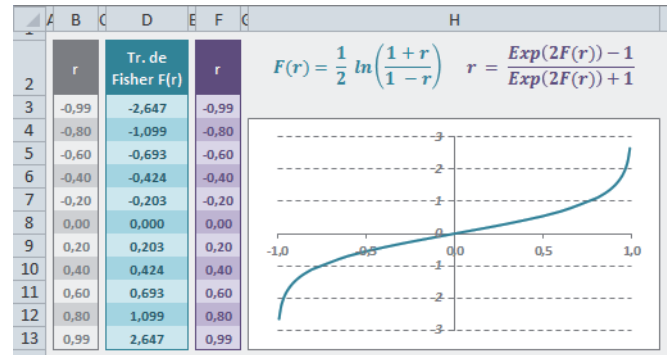 A B C D E F G H
2 r Tr. de Fisher F(r) r F(r) = 1/2 ln((1 + r)/(1 − r)) r = (Exp(2F(r)) − 1)/(Exp(2F(r)) + 1)
3 -0,99 -2,647 -0,99
4 -0,80 -1,099 -0,80
5 -0,60 -0,693 -0,60
6 -0,40 -0,424 -0,40
7 -0,20 -0,203 -0,20
8 0,00 0,000 0,00
9 0,20 0,203 0,20
10 0,40 0,424 0,40
11 0,60 0,693 0,60
12 0,80 1,099 0,80
13 0,99 2,647 0,99
3
2
1
0
-1,0 -0,5 0,0 0,5 1,0
-1
-2
-3